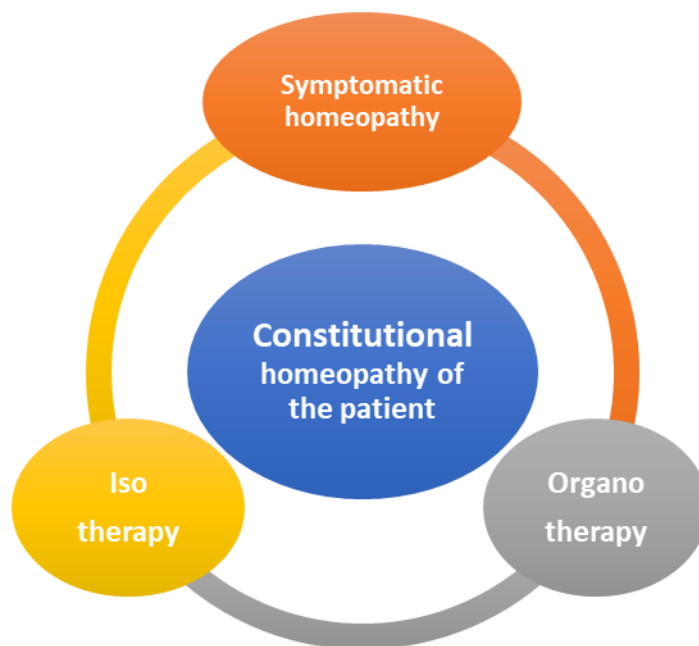 Symptomatic
homeopathy
Constitutional
homeopathy of
the patient
Iso
therapy
Organo
therapy